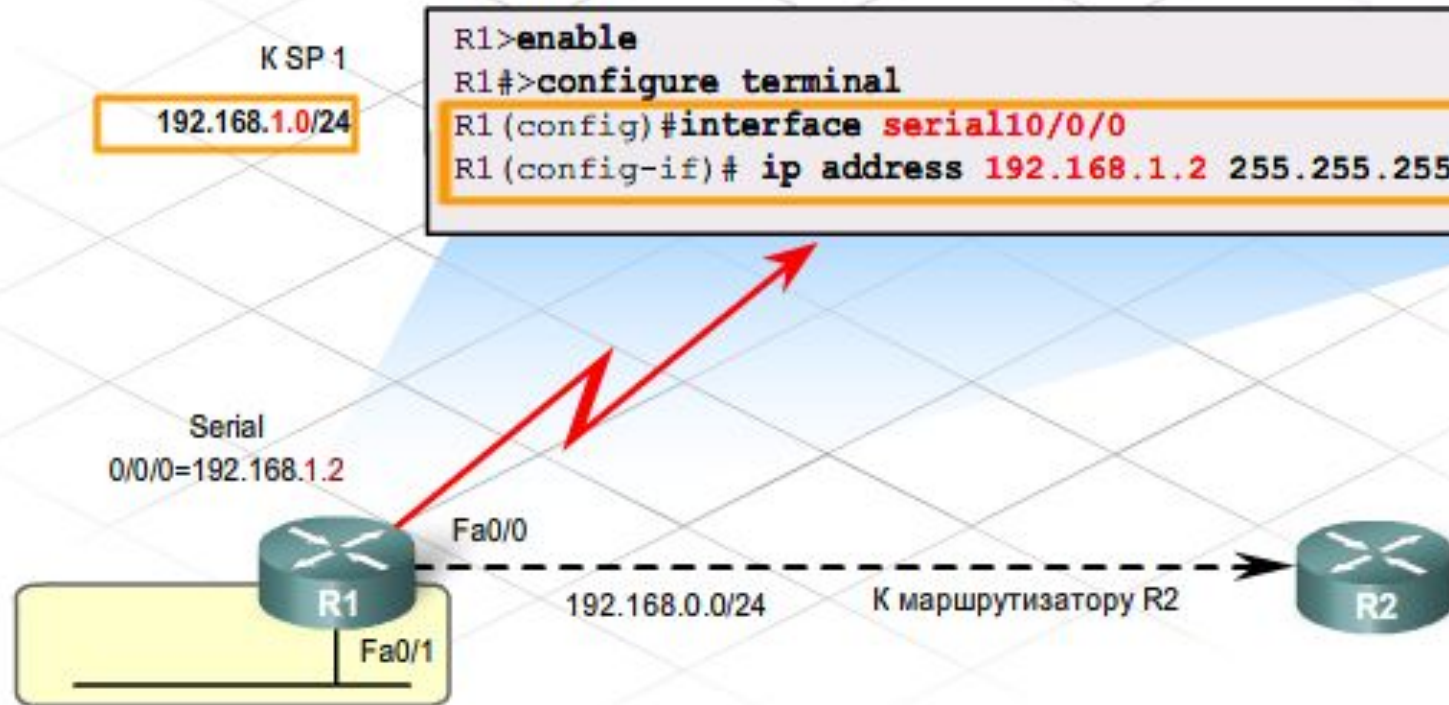 К SP 1
192.168.1.0/24
R1>enable
R1#>configure terminal
R1(config)#interface serial10/0/0
R1(config-if)# ip address 192.168.1.2 255.255.255
Serial
0/0/0=192.168.1.2
Fa0/0
192.168.0.0/24
К маршрутизатору R2
R1
R2
Fa0/1